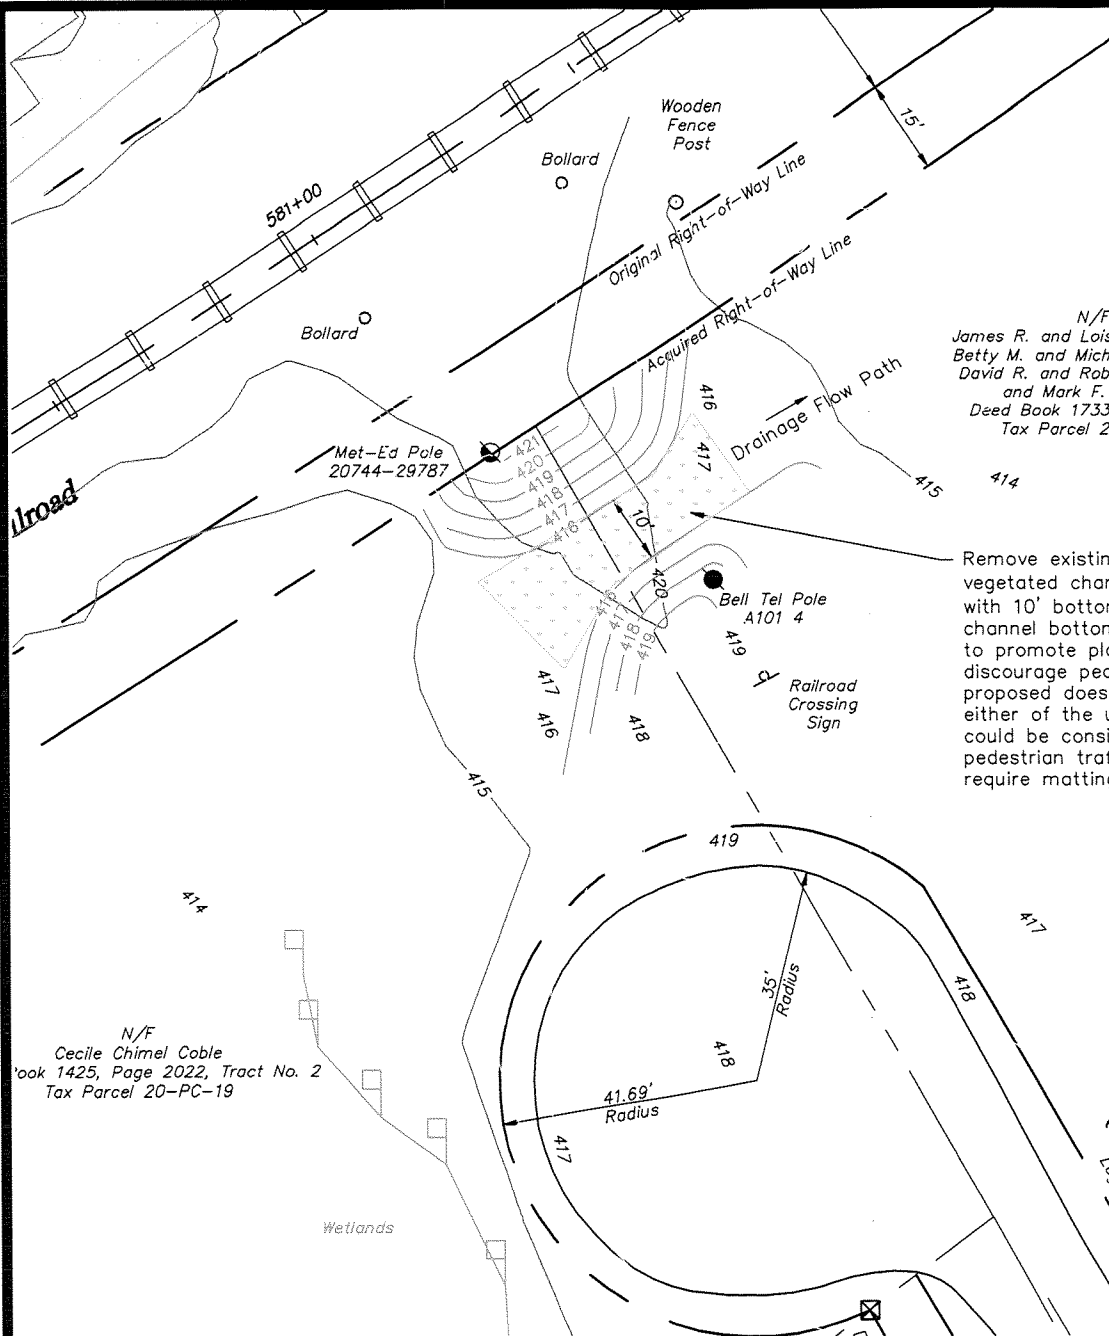 Wooden
Fence
Post
Bollard
15'
581+00
Original Right-of-Way Line
Acquired Right-of-Way Line
Bollard
N/F
James R. and Lois
Betty M. and Mich
David R. and Rob
and Mark F.
Deed Book 1733
Tax Parcel 2
416
Drainage Flow Path
417
Met-Ed Pole
20744-29787
421
420
419
418
417
416
415
414
ilroad
10'
Remove existin
vegetated chan
with 10' bottom
channel bottom
to promote pla
discourage pec
proposed does
either of the u
could be consi
pedestrian traf
require matting
420
Bell Tel Pole
A101 4
416
417
418
419
419
Railroad
Crossing
Sign
417
416
418
415
419
414
417
418
35'
Radius
418
N/F
Cecile Chimel Coble
ook 1425, Page 2022, Tract No. 2
Tax Parcel 20-PC-19
41.69'
Radius
417
Wetlands